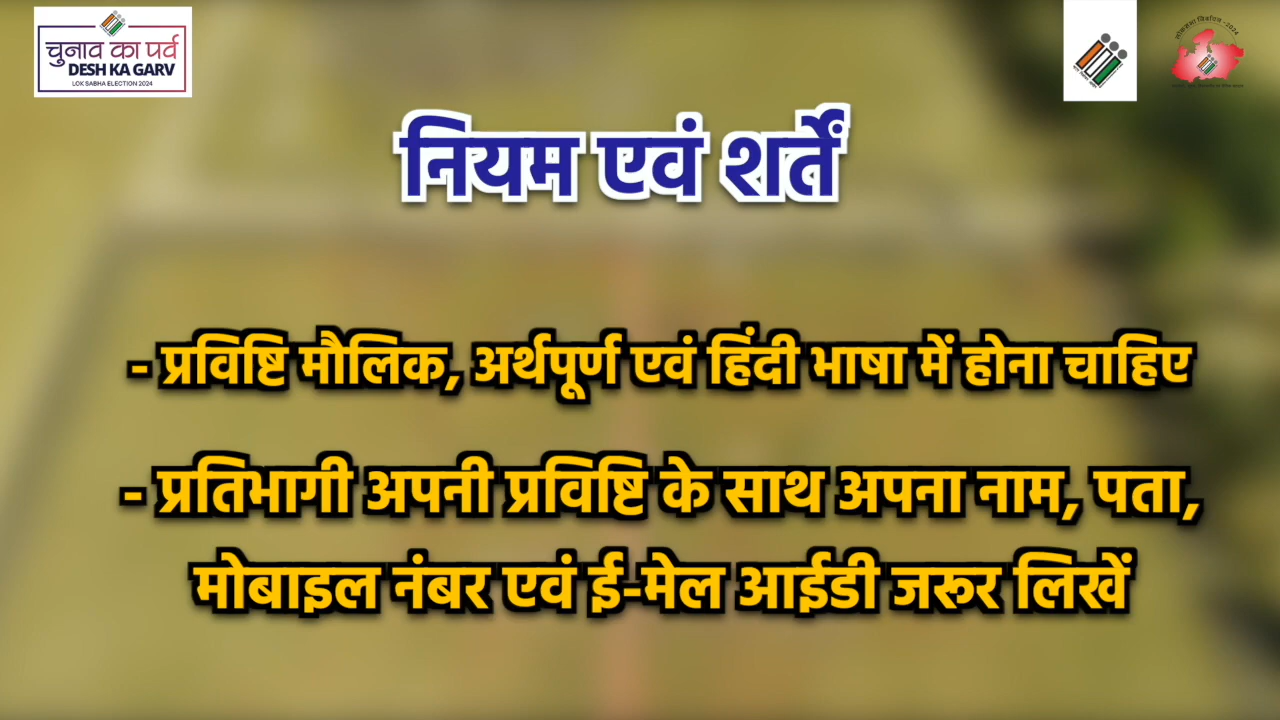 चुनाव का पर्व
DESH KA GARV
LOK SABHA ELECTION 2024
नियम एवं शर्तें
- प्रविष्टि मौलिक, अर्थपूर्ण एवं हिंदी भाषा में होना चाहिए
- प्रतिभागी अपनी प्रविष्टि के साथ अपना नाम, पता,
मोबाइल नंबर एवं ई-मेल आईडी जरूर लिखें